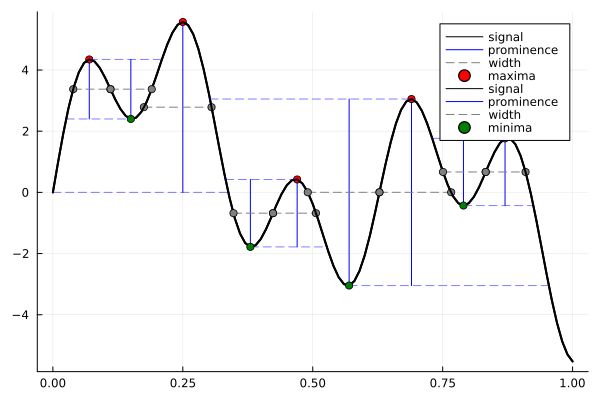 signal
prominence
width
maxima
signal
prominence
width
minima
4
2
0
−2
−4
0.00
0.25
0.50
0.75
1.00